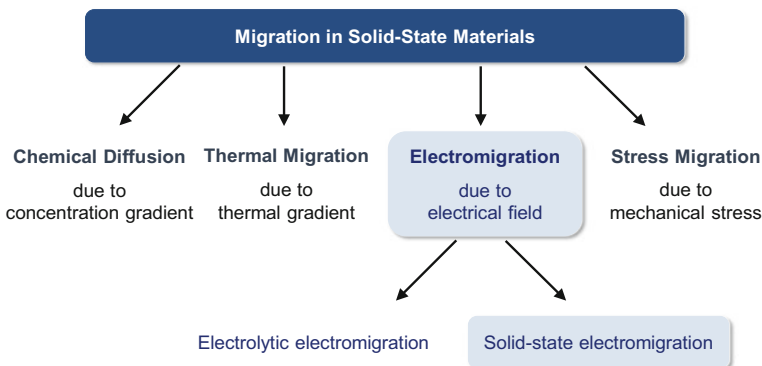 Migration in Solid-State Materials
Chemical Diffusion
due to
concentration gradient
Thermal Migration
due to
thermal gradient
Electromigration
due to
electrical field
Stress Migration
due to
mechanical stress
Electrolytic electromigration
Solid-state electromigration